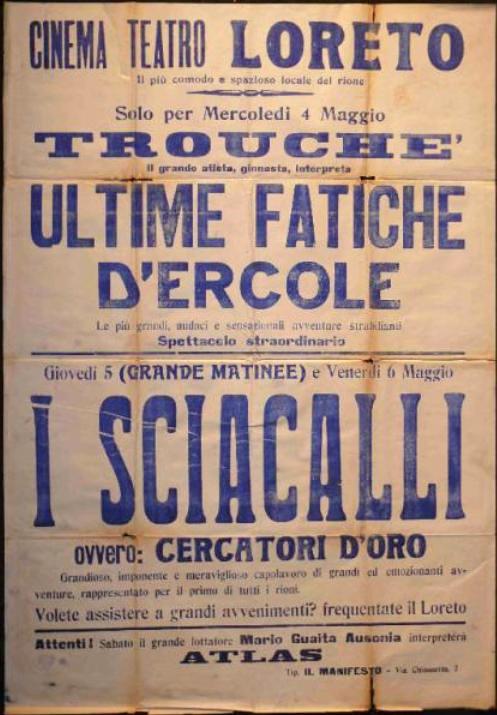 CINEMA TEATRO LORETO
Il più comodo e spazioso locale del rione
Solo per Mercoledì 4 Maggio
TROUCHE'
Il grande atleta, ginnasta, interpreta
ULTIME FATICHE
D'ERCOLE
Le più grandi, audaci e sensazionali avventure
Spettacolo straordinario
Giovedì 5 (GRANDE MATINEE) e Venerdì 6 Maggio
I SCIACALLI
ovvero: CERCATORI D'ORO
Grandioso, imponente e meraviglioso capolavoro di grandi ed emozionanti av-
venture, rappresentato per il primo di tutti i rioni.
Volete assistere a grandi avvenimenti? frequentate il Loreto
Attenti! Sabato il grande lottatore Mario Guaita Ausonia interpreterà
ATLAS
Tip. IL MANIFESTO - Via